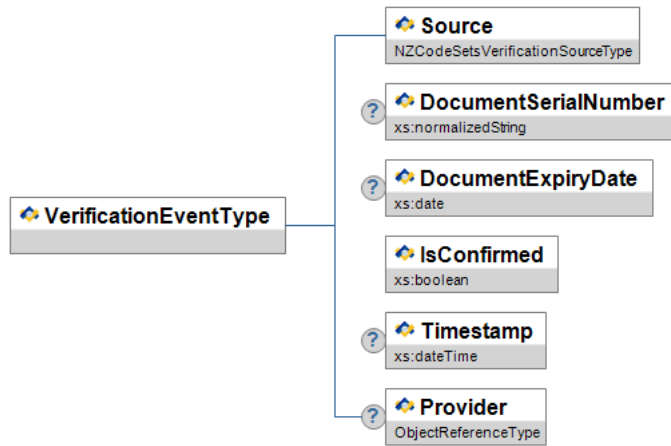 Source
NZCodeSetsVerificationSourceType
? DocumentSerialNumber
xs:normalizedString
? DocumentExpiryDate
xs:date
VerificationEventType
IsConfirmed
xs:boolean
? Timestamp
xs:dateTime
? Provider
ObjectReferenceType